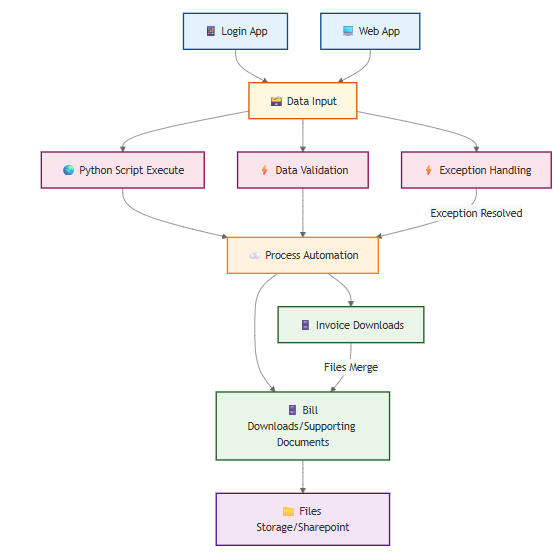 Login App
Web App
Data Input
Python Script Execute
Data Validation
Exception Handling
Exception Resolved
Process Automation
Invoice Downloads
Files Merge
Bill
Downloads/Supporting
Documents
Files
Storage/Sharepoint